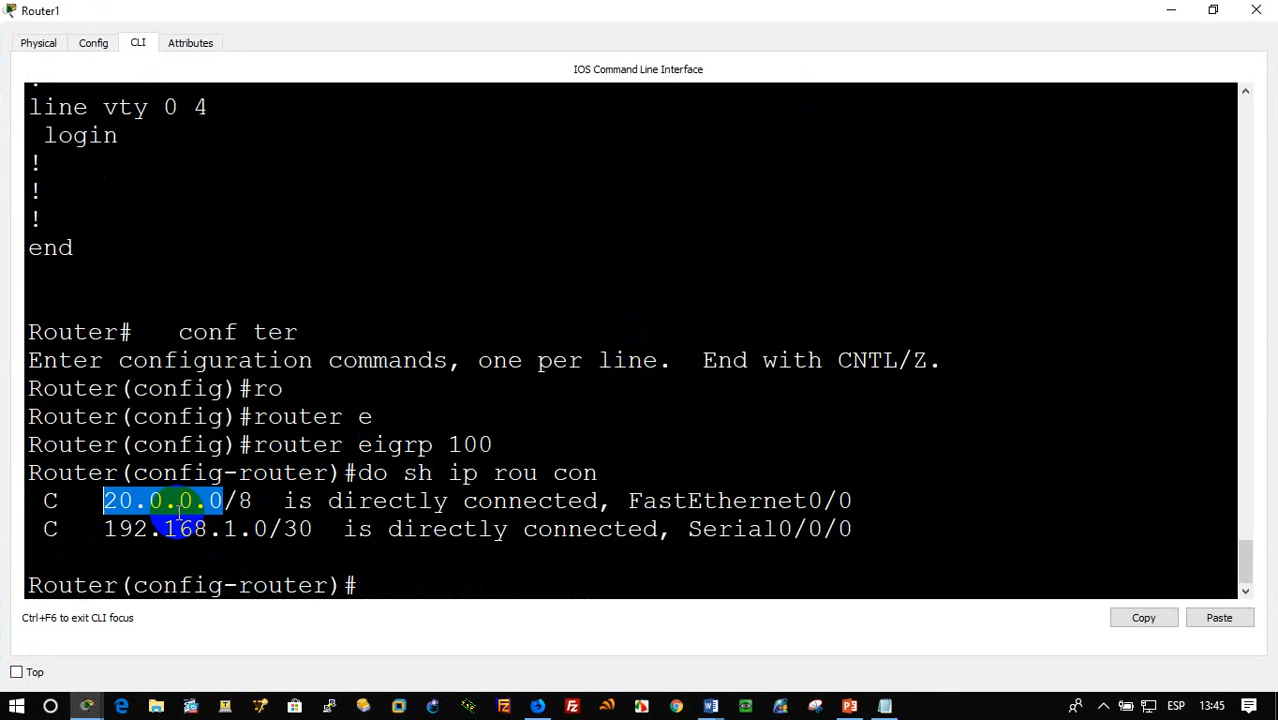 Router1
Physical Config CLI Attributes
IOS Command Line Interface
!
line vty 0 4
login
!
!
!
end
Router# conf ter
Enter configuration commands, one per line. End with CNTL/Z.
Router(config)#ro
Router(config)#router e
Router(config)#router eigrp 100
Router(config-router)#do sh ip rou con
C 20.0.0.0/8 is directly connected, FastEthernet0/0
C 192.168.1.0/30 is directly connected, Serial0/0/0
Router(config-router)#
Ctrl+F6 to exit CLI focus
Copy Paste
Top
ESP 13:45